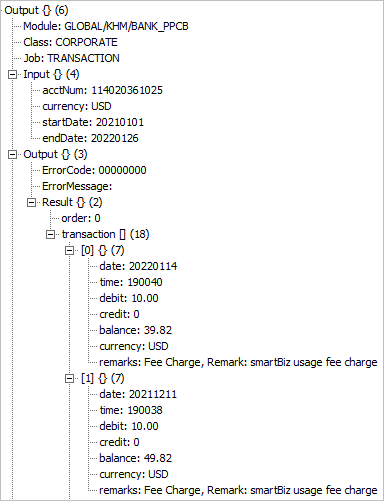 Output {} (6)
Module: GLOBAL/KHM/BANK_PPCB
Class: CORPORATE
Job: TRANSACTION
Input {} (4)
acctNum: 114020361025
currency: USD
startDate: 20210101
endDate: 20220126
Output {} (3)
ErrorCode: 00000000
ErrorMessage:
Result {} (2)
order: 0
transaction [] (18)
[0] {} (7)
date: 20220114
time: 190040
debit: 10.00
credit: 0
balance: 39.82
currency: USD
remarks: Fee Charge, Remark: smartBiz usage fee charge
[1] {} (7)
date: 20211211
time: 190038
debit: 10.00
credit: 0
balance: 49.82
currency: USD
remarks: Fee Charge, Remark: smartBiz usage fee charge